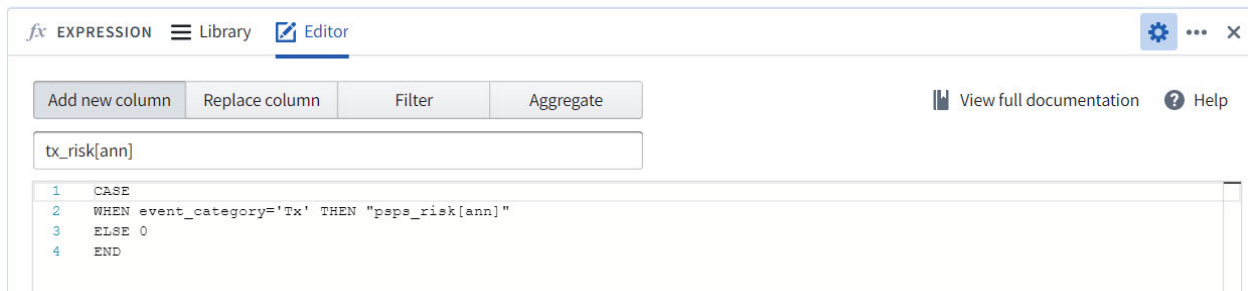 fx EXPRESSION Library Editor
Add new column Replace column Filter Aggregate View full documentation Help
tx_risk[ann]
1 CASE
2 WHEN event_category='Tx' THEN "psps_risk[ann]"
3 ELSE 0
4 END